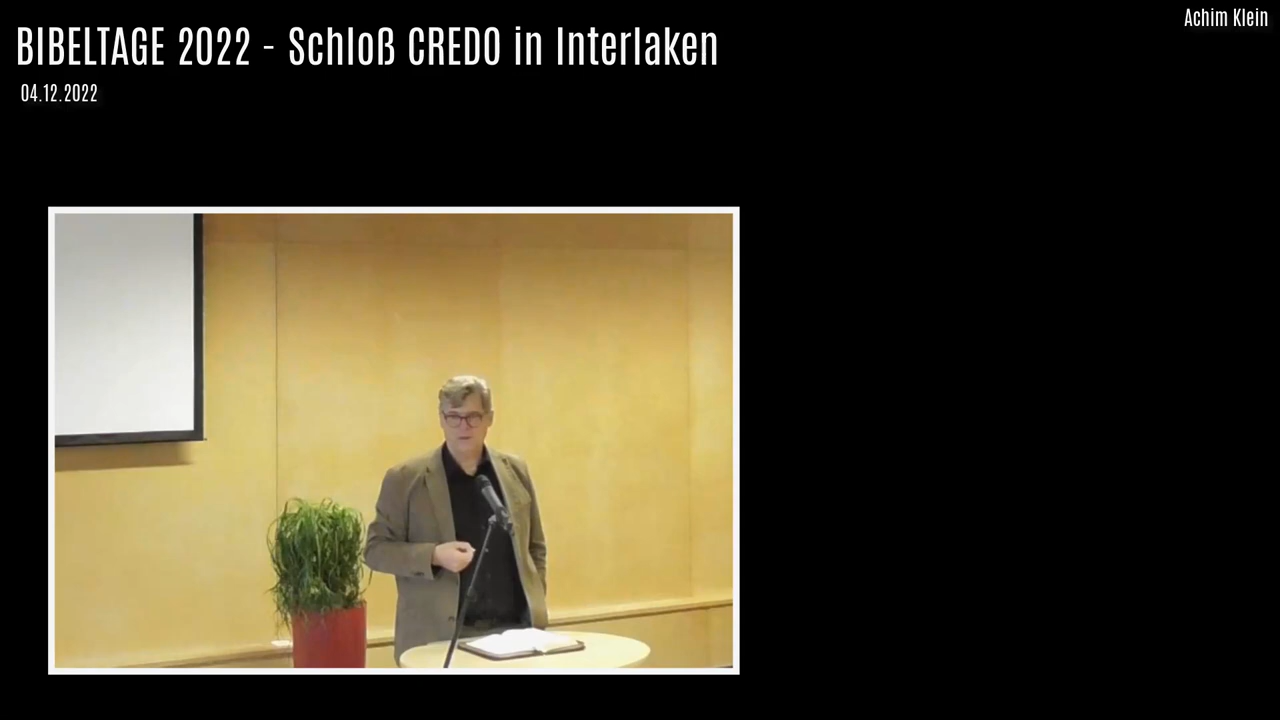 BIBELTAGE 2022 - Schloß CREDO in Interlaken
04.12.2022
Achim Klein